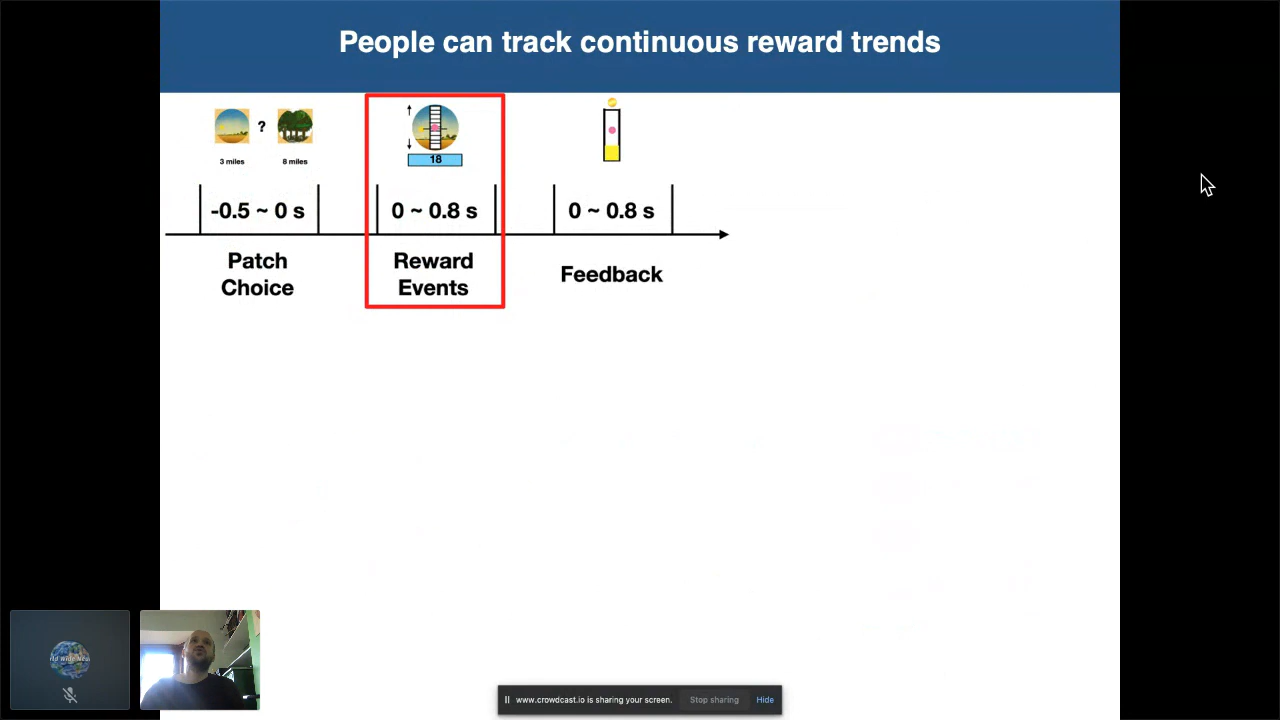 People can track continuous reward trends
?
3 miles
8 miles
18
-0.5 ~ 0 s
0 ~ 0.8 s
0 ~ 0.8 s
Patch
Choice
Reward
Events
Feedback
www.crowdcast.io is sharing your screen.
Stop sharing
Hide